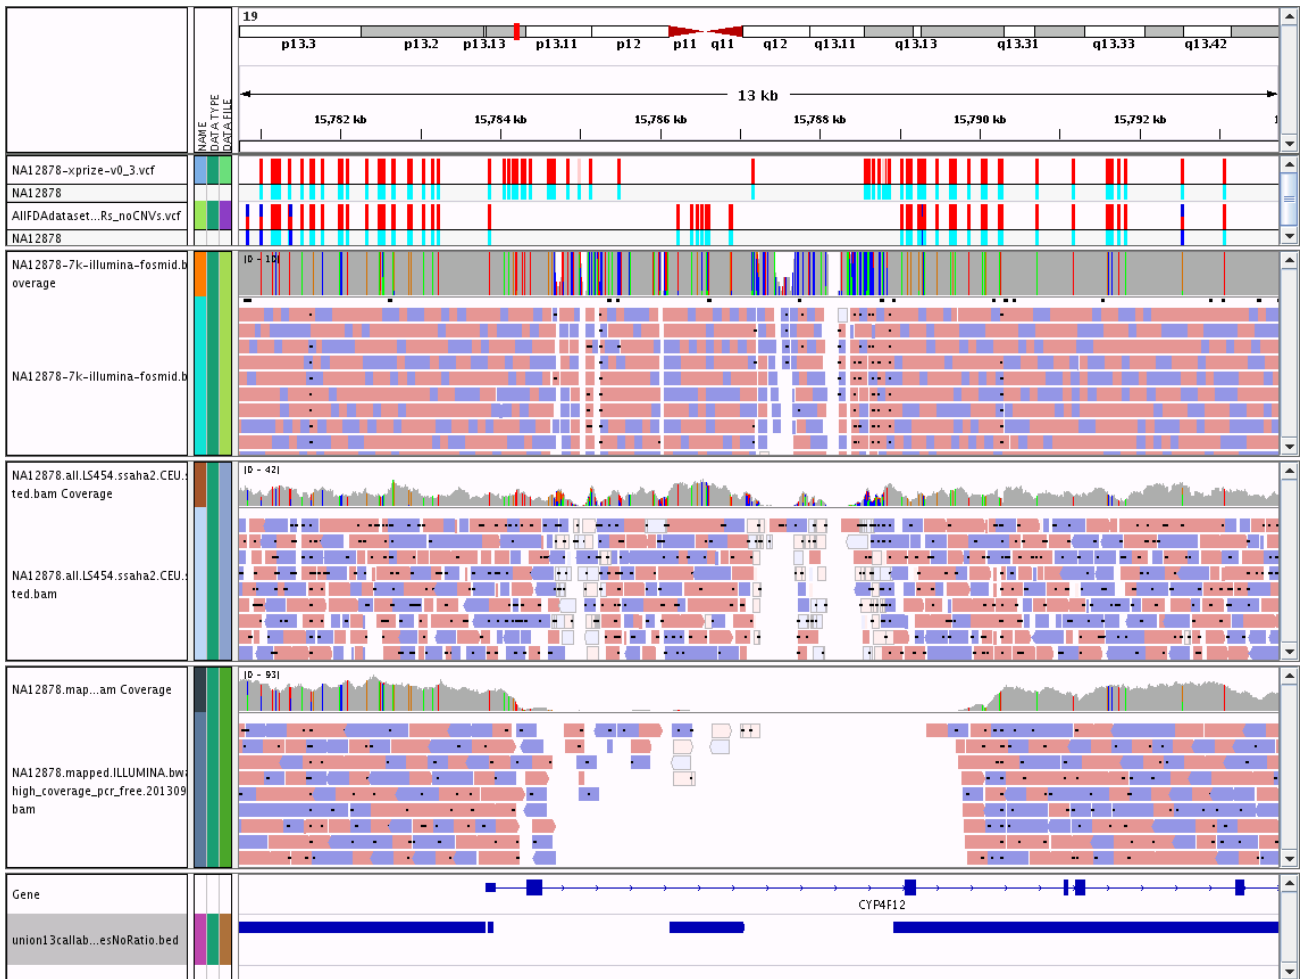 19
p13.3 p13.2 p13.13 p13.11 p12 p11 q11 q12 q13.11 q13.13 q13.31 q13.33 q13.42
13 kb
15,782 kb 15,784 kb 15,786 kb 15,788 kb 15,790 kb 15,792 kb
NAME
DATA TYPE
DATA FILE
NA12878-xprize-v0_3.vcf
NA12878
AllFDAdataset...Rs_noCNVs.vcf
NA12878
NA12878-7k-illumina-fosmid.b
overage
[0 - 10]
NA12878-7k-illumina-fosmid.b
NA12878.all.LS454.ssaha2.CEU.s
ted.bam Coverage
[0 - 42]
NA12878.all.LS454.ssaha2.CEU.s
ted.bam
NA12878.map...am Coverage
[0 - 93]
NA12878.mapped.ILLUMINA.bwa
high_coverage_pcr_free.201309
bam
Gene
CYP4F12
union13callab...esNoRatio.bed